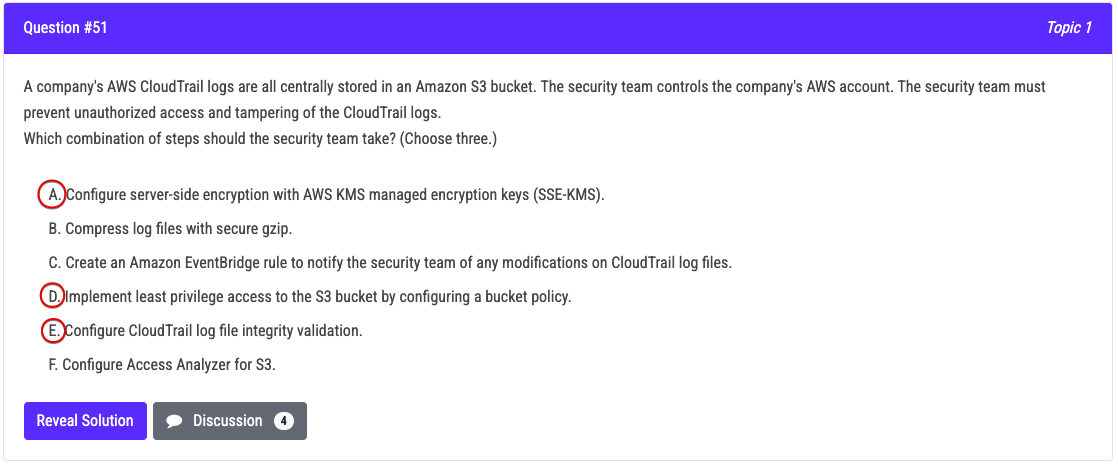 Question #51
Topic 1
A company's AWS CloudTrail logs are all centrally stored in an Amazon S3 bucket. The security team controls the company's AWS account. The security team must
prevent unauthorized access and tampering of the CloudTrail logs.
Which combination of steps should the security team take? (Choose three.)
A. Configure server-side encryption with AWS KMS managed encryption keys (SSE-KMS).
B. Compress log files with secure gzip.
C. Create an Amazon EventBridge rule to notify the security team of any modifications on CloudTrail log files.
D. Implement least privilege access to the S3 bucket by configuring a bucket policy.
E. Configure CloudTrail log file integrity validation.
F. Configure Access Analyzer for S3.
Reveal Solution
Discussion 4